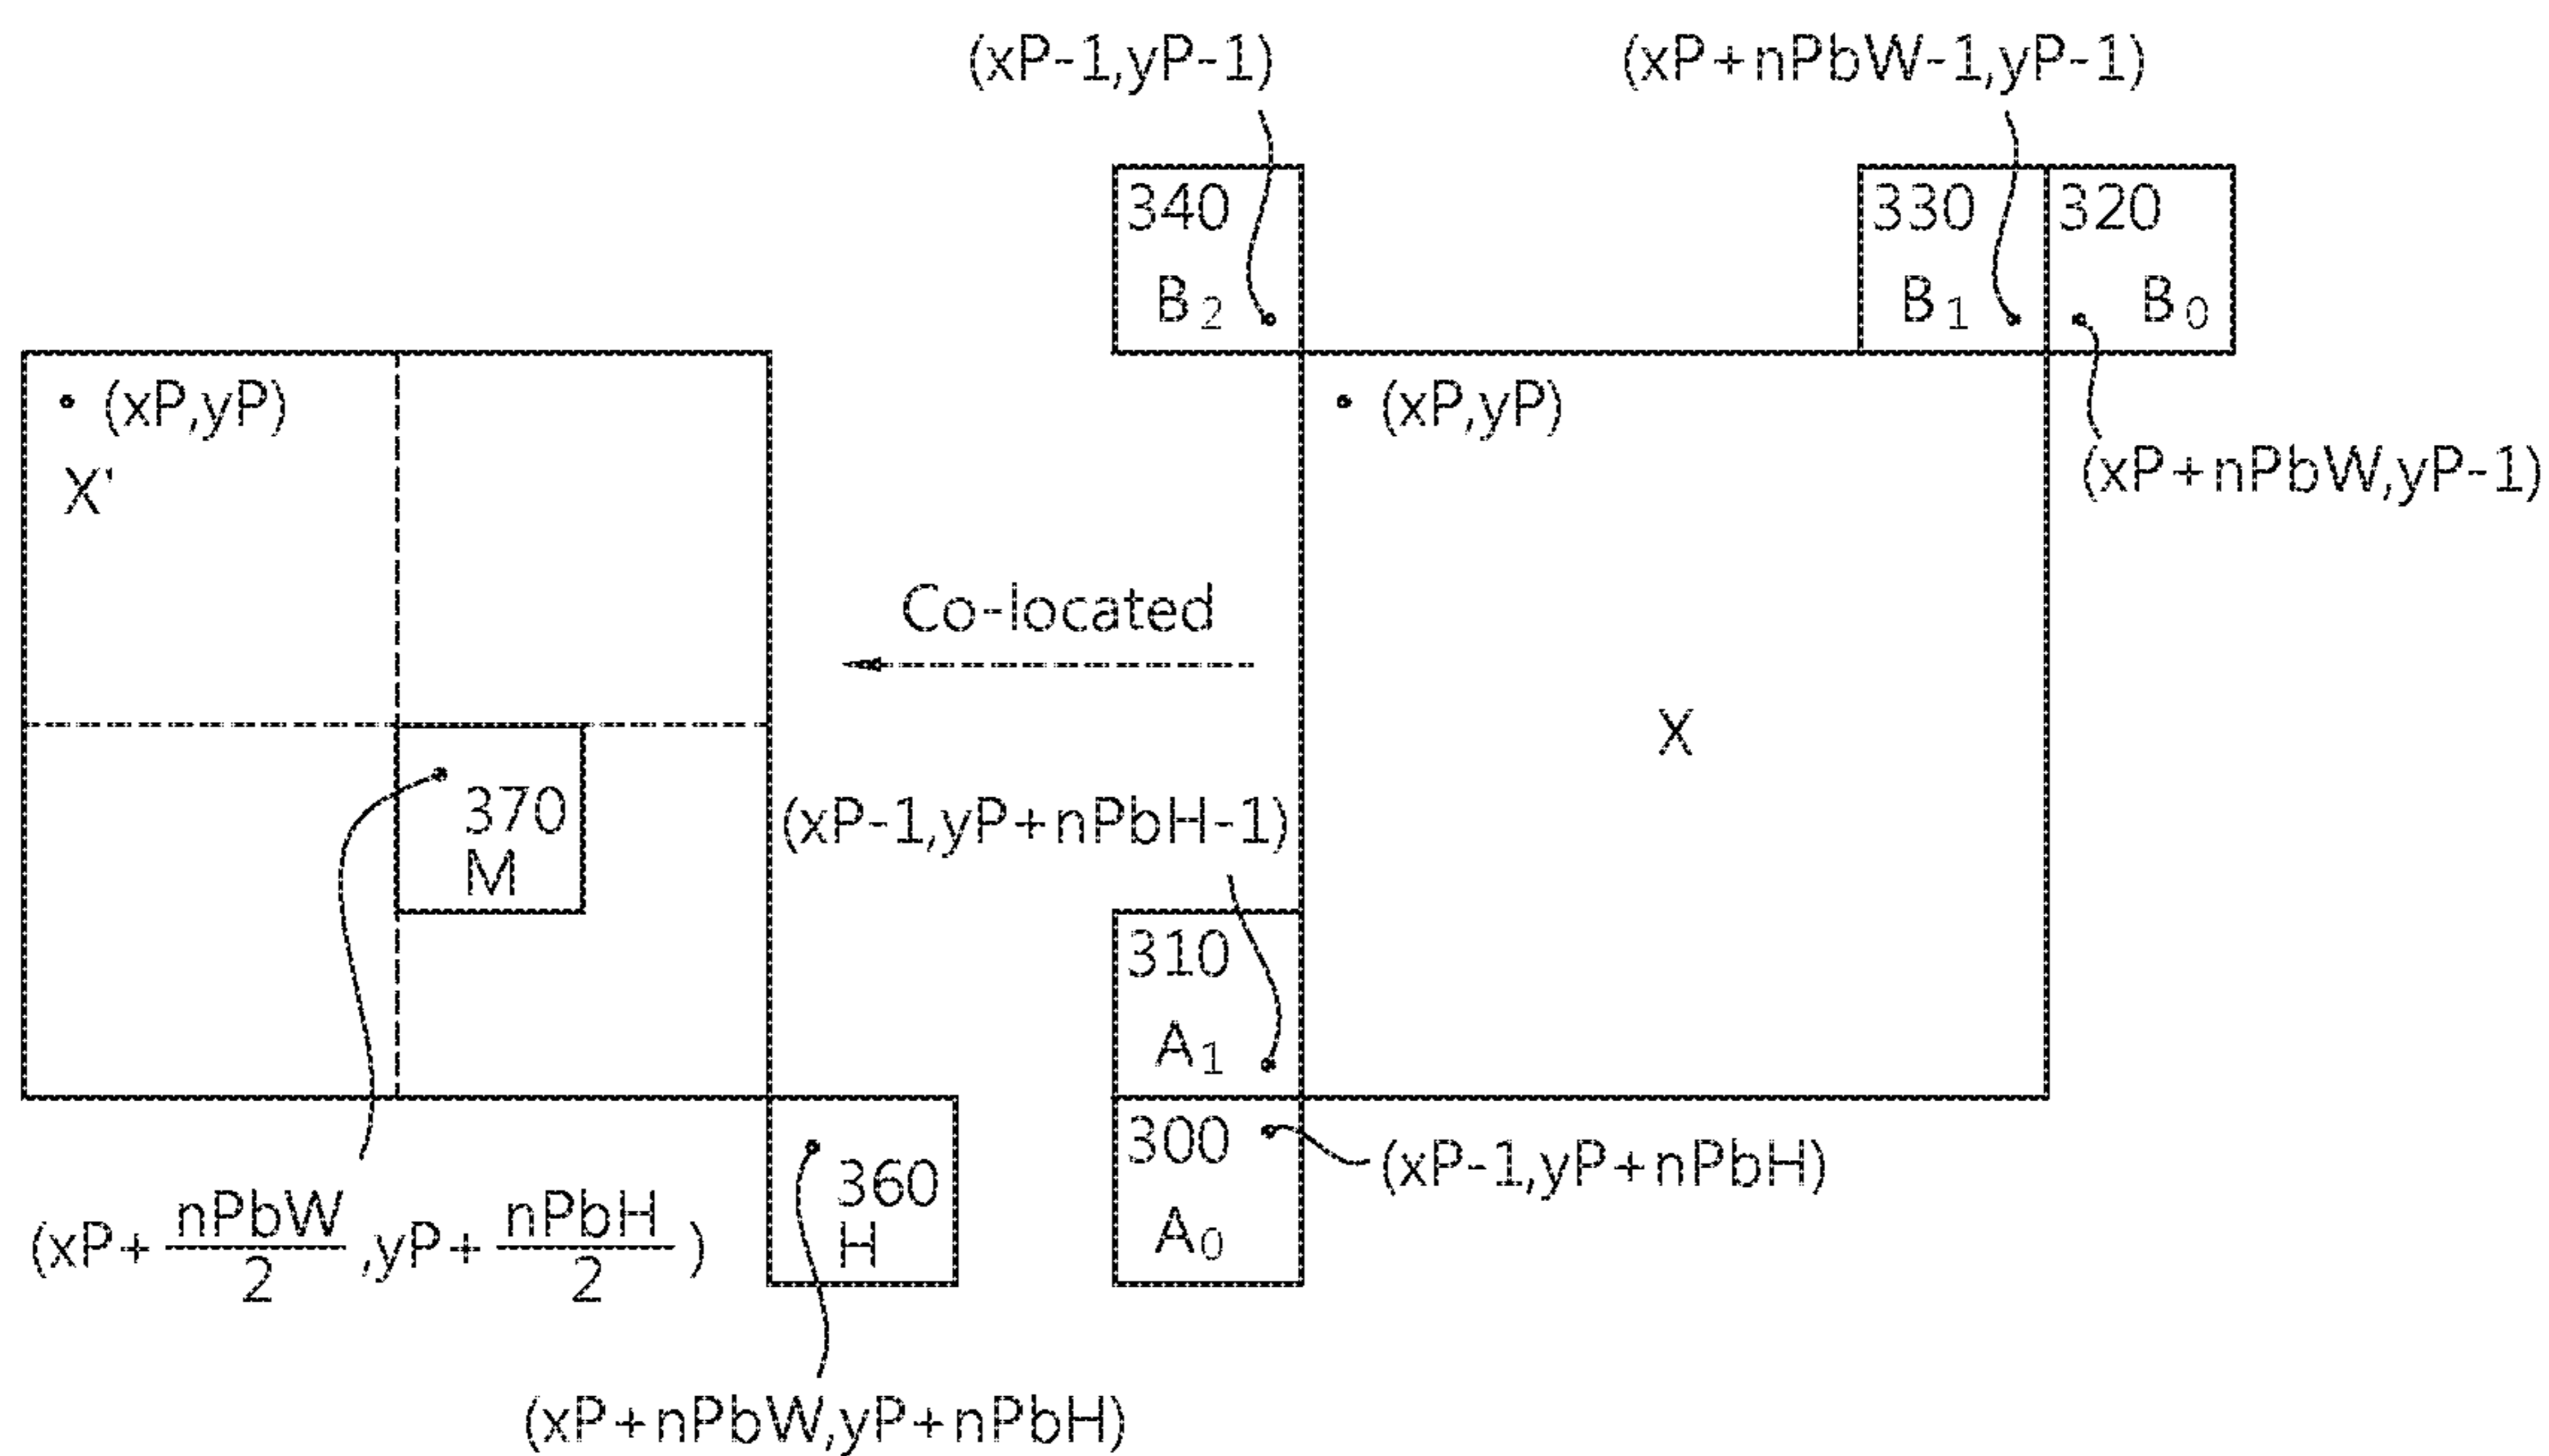 (xP-1,yP-1)
(xP+nPbW-1,yP-1)
340
B2
330
B1
320
B0
(xP,yP)
X'
(xP,yP)
(xP+nPbW,yP-1)
Co-located
X
370
M
(xP-1,yP+nPbH-1)
310
A1
300
A0
(xP-1,yP+nPbH)
360
H
(xP+nPbW/2,yP+nPbH/2)
(xP+nPbW,yP+nPbH)